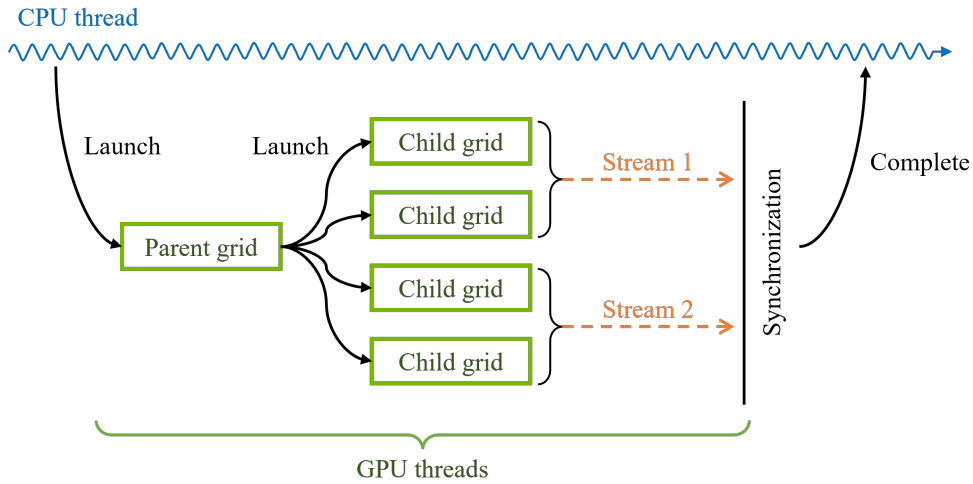 CPU thread
Launch
Launch
Child grid
Child grid
Child grid
Child grid
Parent grid
Stream 1
Stream 2
Synchronization
Complete
GPU threads